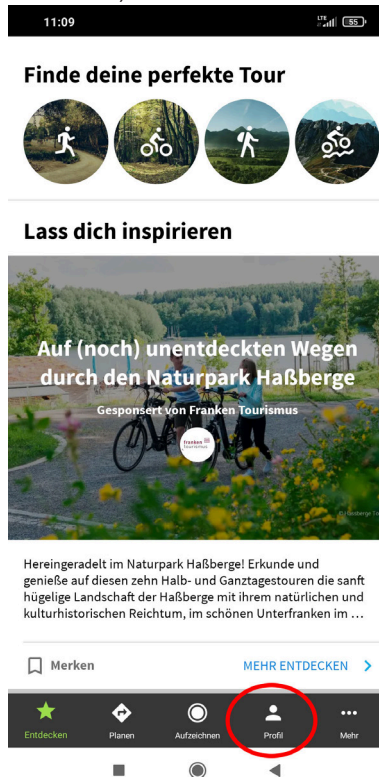 11:09
LTE
55
Finde deine perfekte Tour
Lass dich inspirieren
Auf (noch) unentdeckten Wegen
durch den Naturpark Haßberge
Gesponsert von Franken Tourismus
franken
tourismus
Hereingeradelt im Naturpark Haßberge! Erkunde und
genieße auf diesen zehn Halb- und Ganztagestouren die sanft
hügelige Landschaft der Haßberge mit ihrem natürlichen und
kulturhistorischen Reichtum, im schönen Unterfranken im …
Merken
MEHR ENTDECKEN
Entdecken
Planen
Aufzeichnen
Profil
Mehr